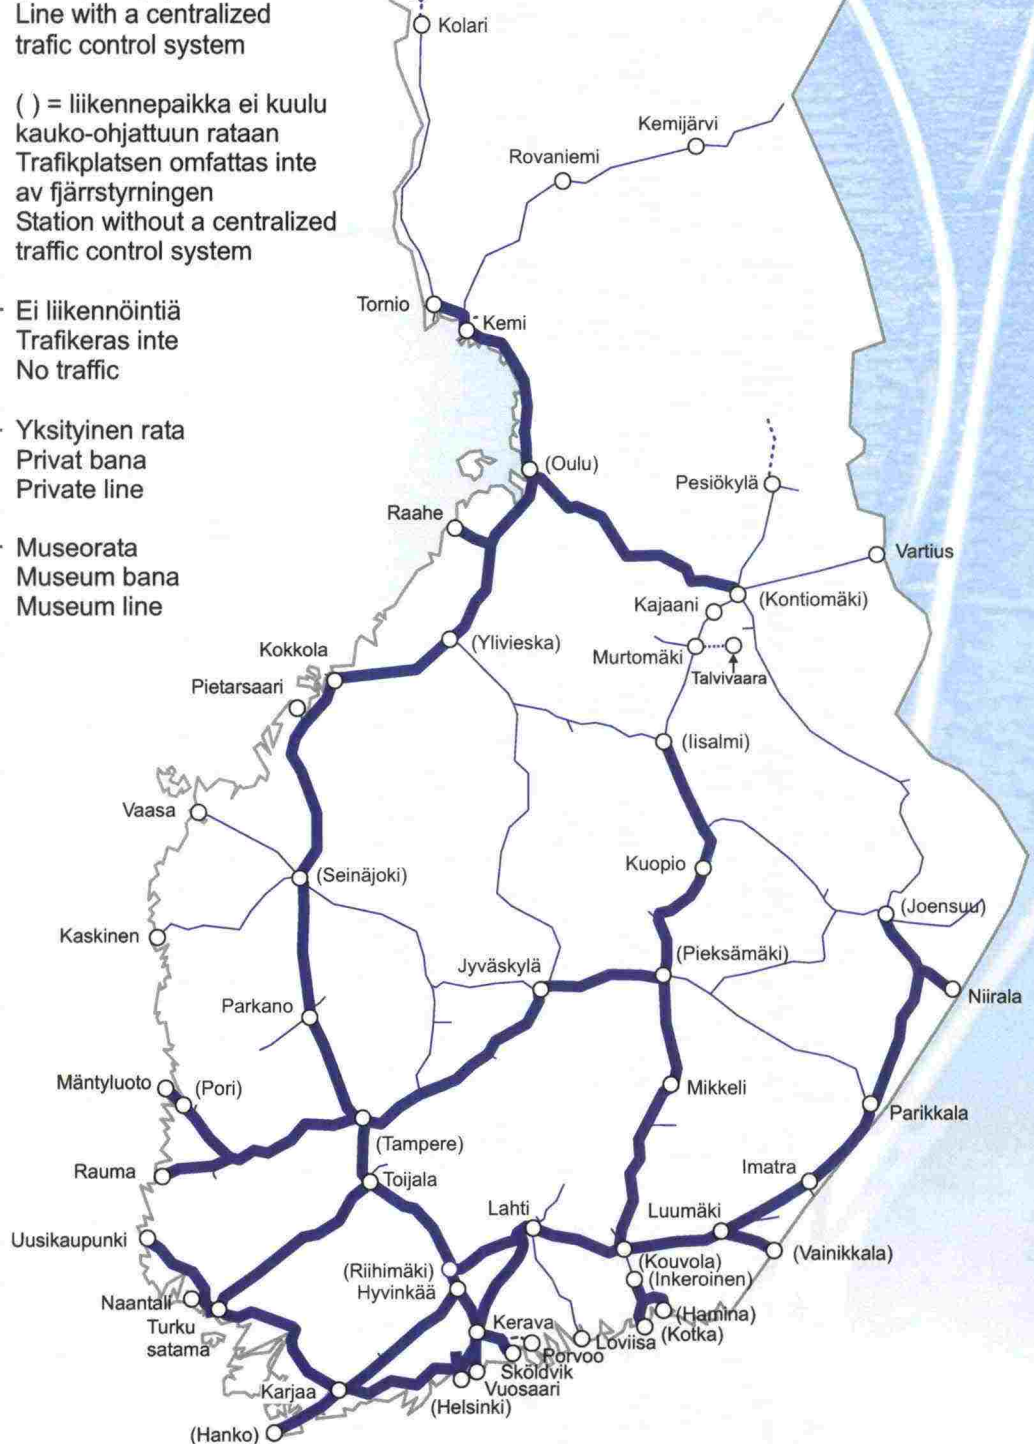 Line with a centralized
trafic control system
( ) = liikennepaikka ei kuulu
kauko-ohjattuun rataan
Trafikplatsen omfattas inte
av fjärrstyrningen
Station without a centralized
traffic control system
Ei liikennöintiä
Trafikeras inte
No traffic
Yksityinen rata
Privat bana
Private line
Museorata
Museum bana
Museum line
Kolari
Kemijärvi
Rovaniemi
Tornio
Kemi
(Oulu)
Pesiökylä
Raahe
Vartius
Kajaani
(Kontiomäki)
(Ylivieska)
Murtomäki
Kokkola
Talvivaara
Pietarsaari
(Iisalmi)
Vaasa
Kuopio
(Seinäjoki)
(Joensuu)
Kaskinen
(Pieksämäki)
Jyväskylä
Niirala
Parkano
Mäntyluoto
(Pori)
Mikkeli
Parikkala
(Tampere)
Rauma
Toijala
Imatra
Lahti
Luumäki
Uusikaupunki
(Kouvola)
(Vainikkala)
(Riihimäki)
(Inkeroinen)
Hyvinkää
Naantali
(Hamina)
Turku
satama
Kerava
(Kotka)
Loviisa
Porvoo
Sköldvik
Karjaa
Vuosaari
(Helsinki)
(Hanko)